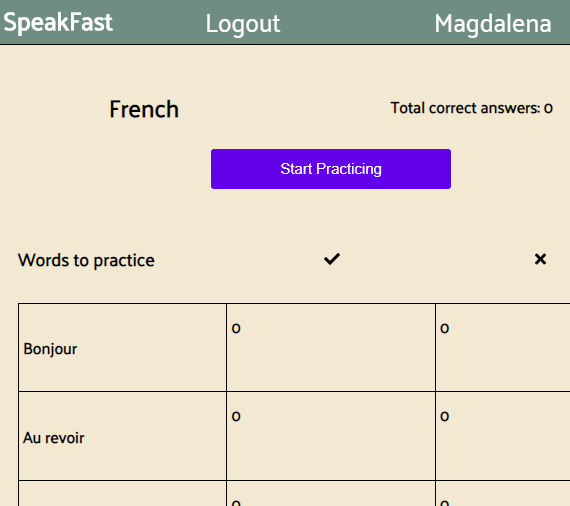 SpeakFast Logout Magdalena
French Total correct answers: 0
Start Practicing
Words to practice ✓ ✕
Bonjour 0 0
Au revoir 0 0
0 0